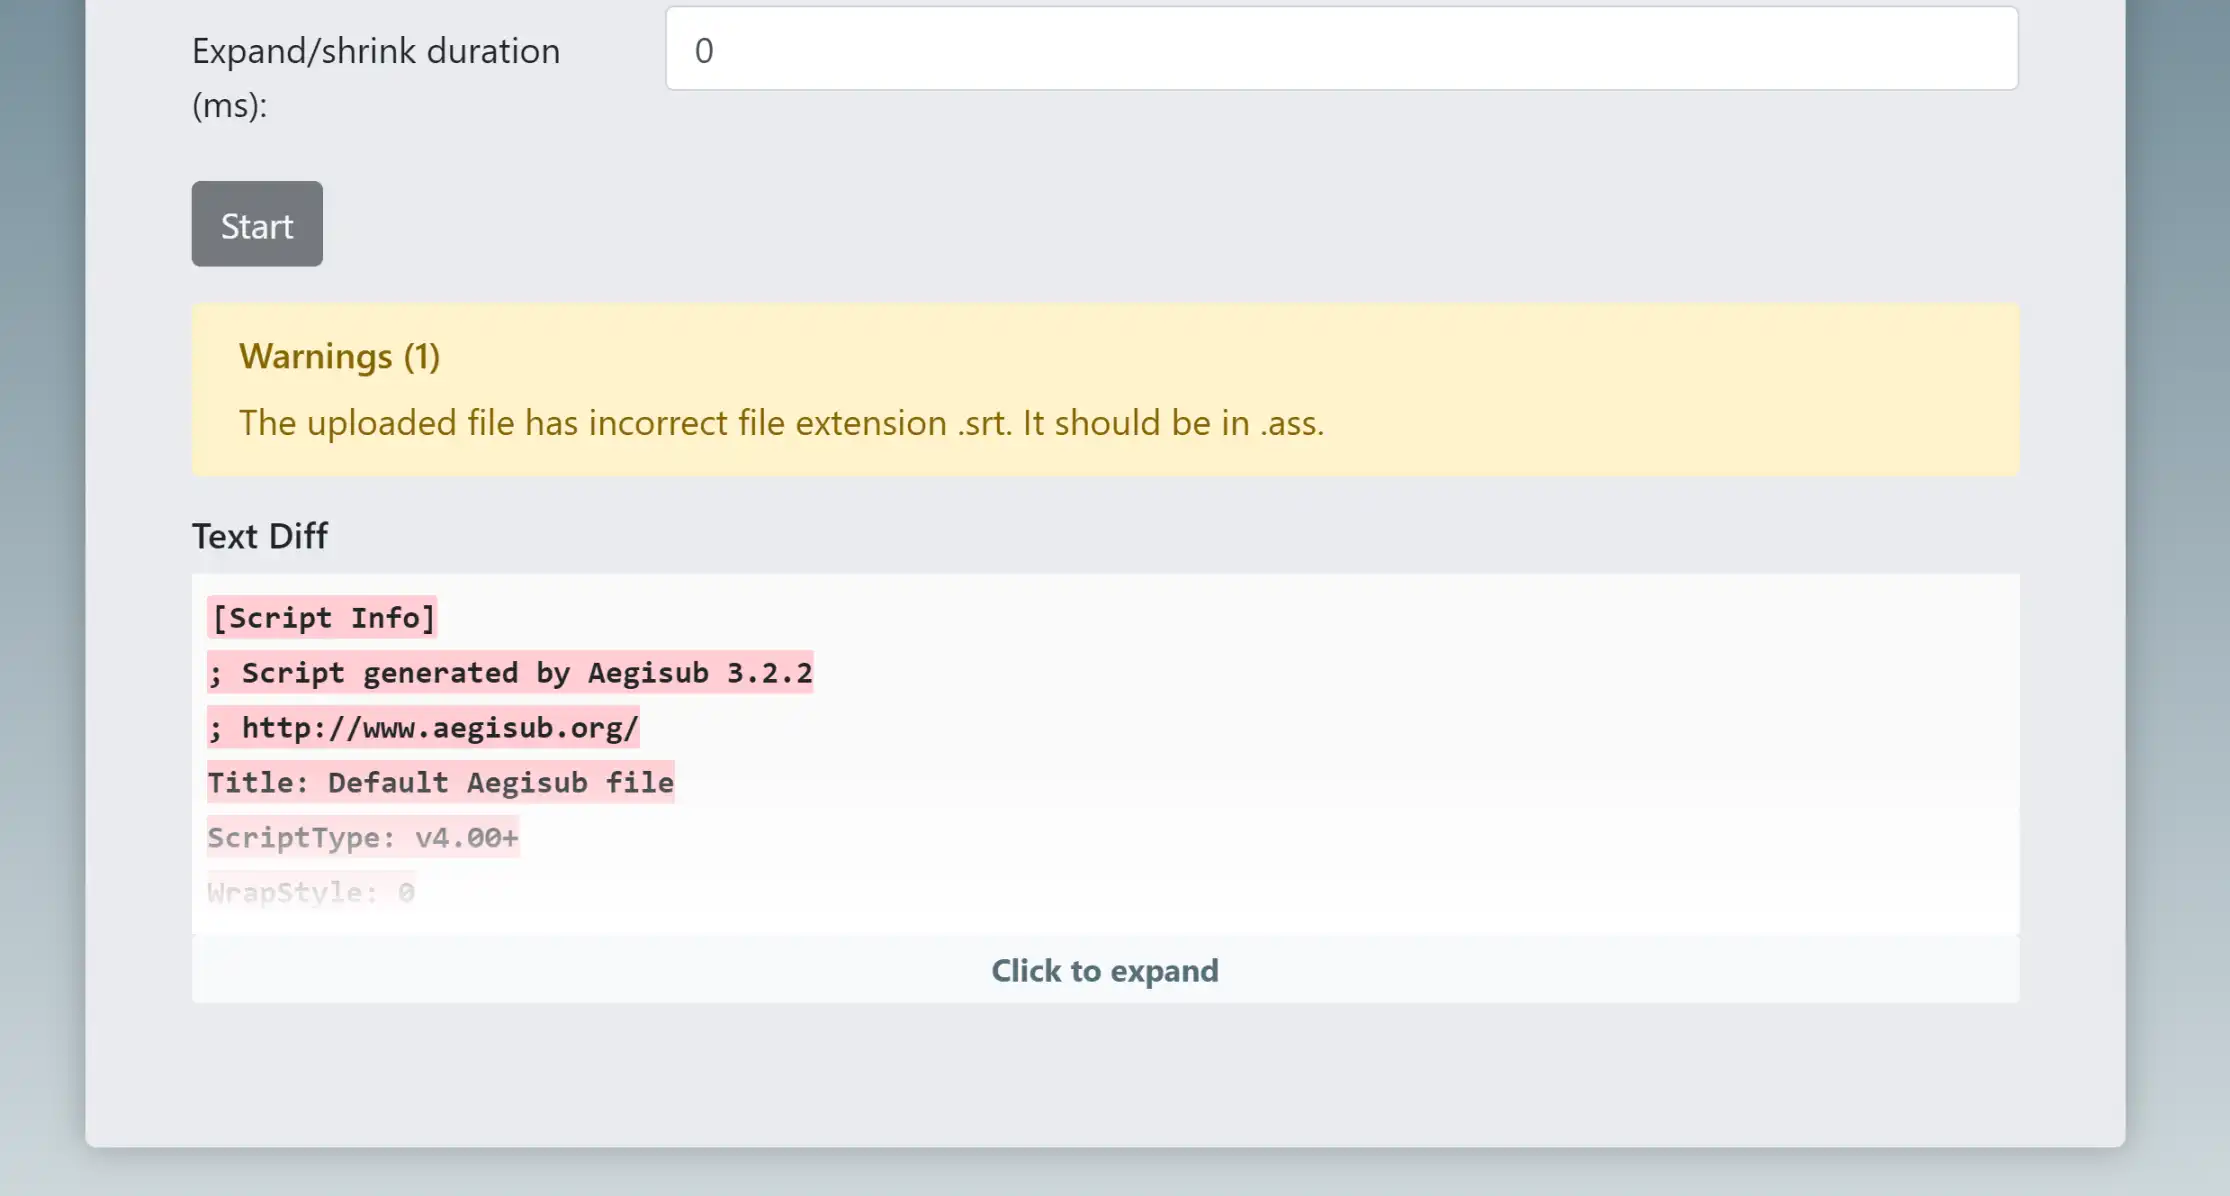 Expand/shrink duration
(ms):
0
Start
Warnings (1)
The uploaded file has incorrect file extension .srt. It should be in .ass.
Text Diff
[Script Info]
; Script generated by Aegisub 3.2.2
; http://www.aegisub.org/
Title: Default Aegisub file
ScriptType: v4.00+
WrapStyle: 0
Click to expand